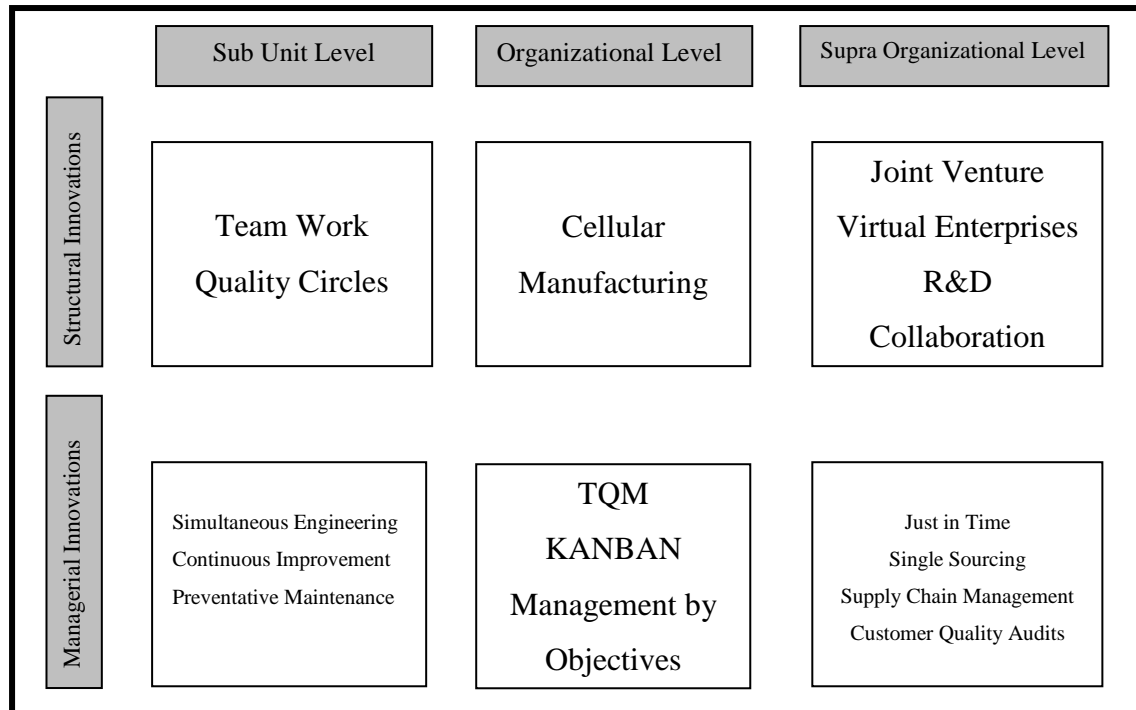 Sub Unit Level
Organizational Level
Supra Organizational Level
Structural Innovations
Team Work
Quality Circles
Cellular
Manufacturing
Joint Venture
Virtual Enterprises
R&D
Collaboration
Managerial Innovations
Simultaneous Engineering
Continuous Improvement
Preventative Maintenance
TQM
KANBAN
Management by
Objectives
Just in Time
Single Sourcing
Supply Chain Management
Customer Quality Audits